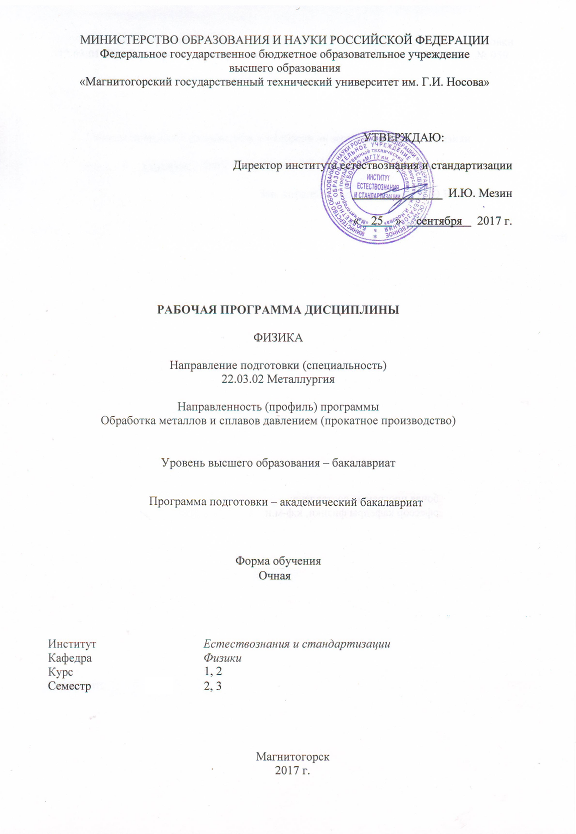 МИНИСТЕРСТВО ОБРАЗОВАНИЯ И НАУКИ РОССИЙСКОЙ ФЕДЕРАЦИИ
Федеральное государственное бюджетное образовательное учреждение
высшего образования
«Магнитогорский государственный технический университет им. Г.И. Носова»
УТВЕРЖДАЮ:
Директор института естествознания и стандартизации
И.Ю. Мезин
« 25 » сентября 2017 г.
ИНСТИТУТ
ЕСТЕСТВОЗНАНИЯ
И СТАНДАРТИЗАЦИИ
РАБОЧАЯ ПРОГРАММА ДИСЦИПЛИНЫ
ФИЗИКА
Направление подготовки (специальность)
22.03.02 Металлургия
Направленность (профиль) программы
Обработка металлов и сплавов давлением (прокатное производство)
Уровень высшего образования – бакалавриат
Программа подготовки – академический бакалавриат
Форма обучения
Очная
Институт Естествознания и стандартизации
Кафедра Физики
Курс 1, 2
Семестр 2, 3
Магнитогорск
2017 г.